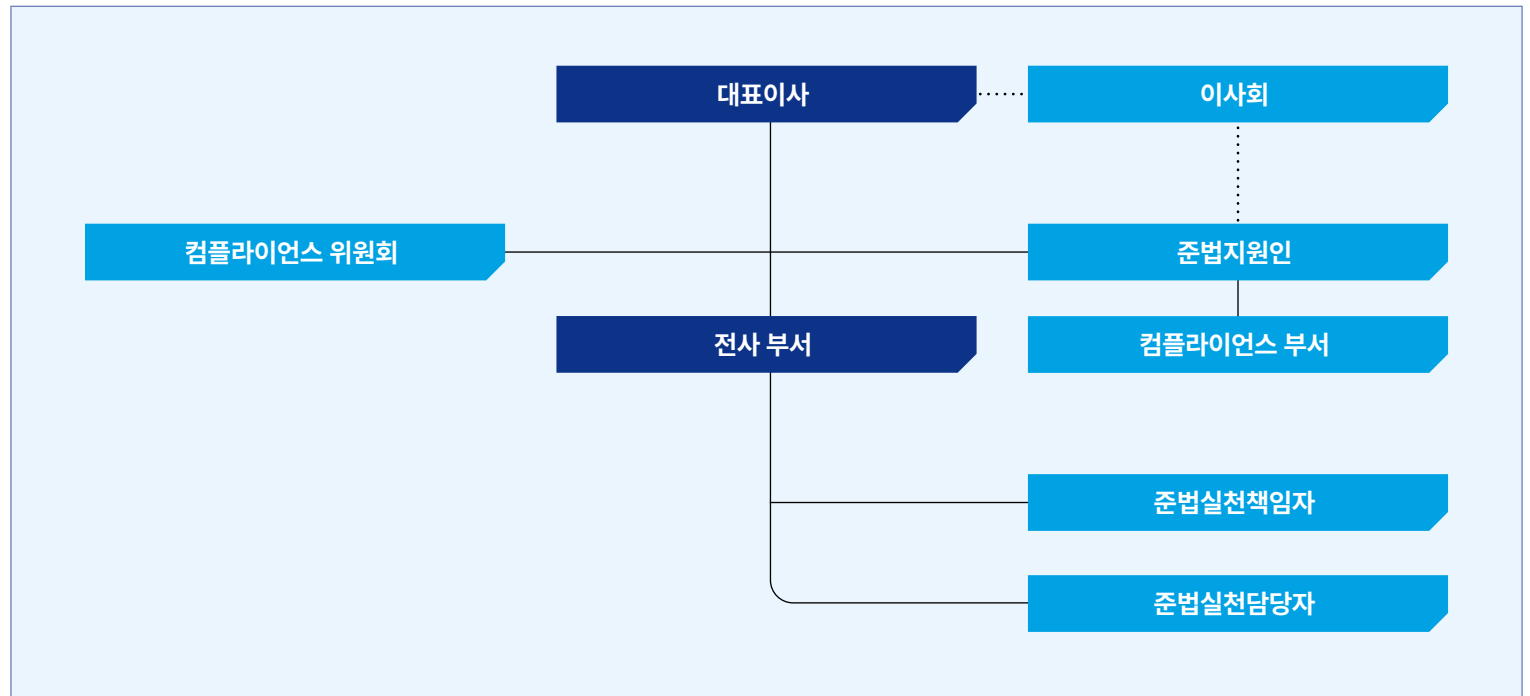 대표이사
이사회
컴플라이언스 위원회
준법지원인
전사 부서
컴플라이언스 부서
준법실천책임자
준법실천담당자